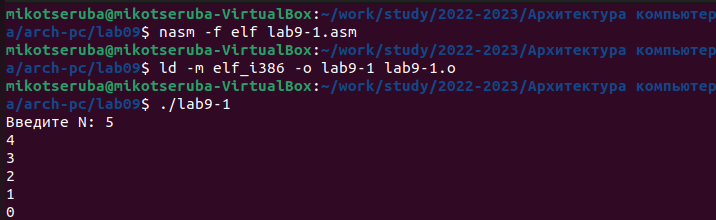 mikotseruba@mikotseruba-VirtualBox:~/work/study/2022-2023/Архитектура компьютер
а/arch-pc/lab09$ nasm -f elf lab9-1.asm
mikotseruba@mikotseruba-VirtualBox:~/work/study/2022-2023/Архитектура компьютер
а/arch-pc/lab09$ ld -m elf_i386 -o lab9-1 lab9-1.o
mikotseruba@mikotseruba-VirtualBox:~/work/study/2022-2023/Архитектура компьютер
а/arch-pc/lab09$ ./lab9-1
Введите N: 5
4
3
2
1
0